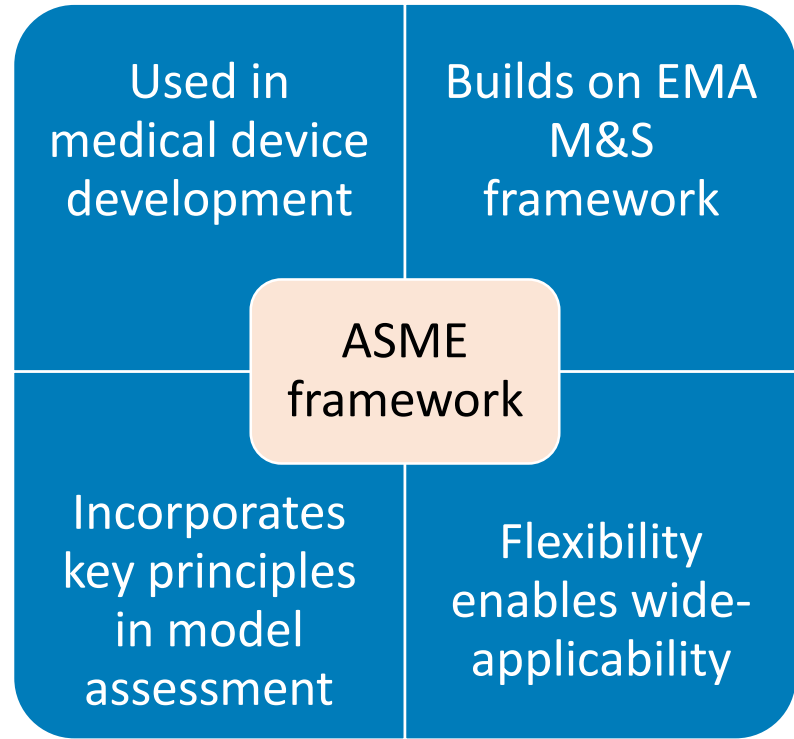 Used in
medical device
development
Builds on EMA
M&S
framework
ASME
framework
Incorporates
key principles
in model
assessment
Flexibility
enables wide-
applicability